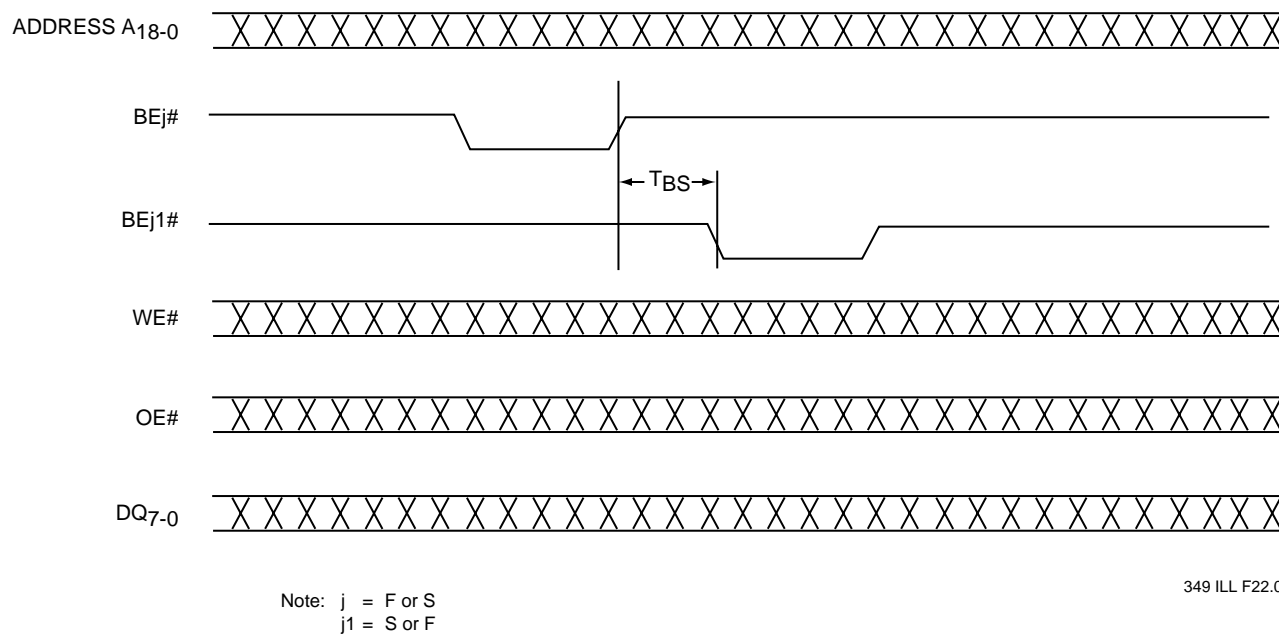 ADDRESS A18-0
BEj#
TBS
BEj1#
WE#
OE#
DQ7-0
349 ILL F22.0
Note: j = F or S
j1 = S or F